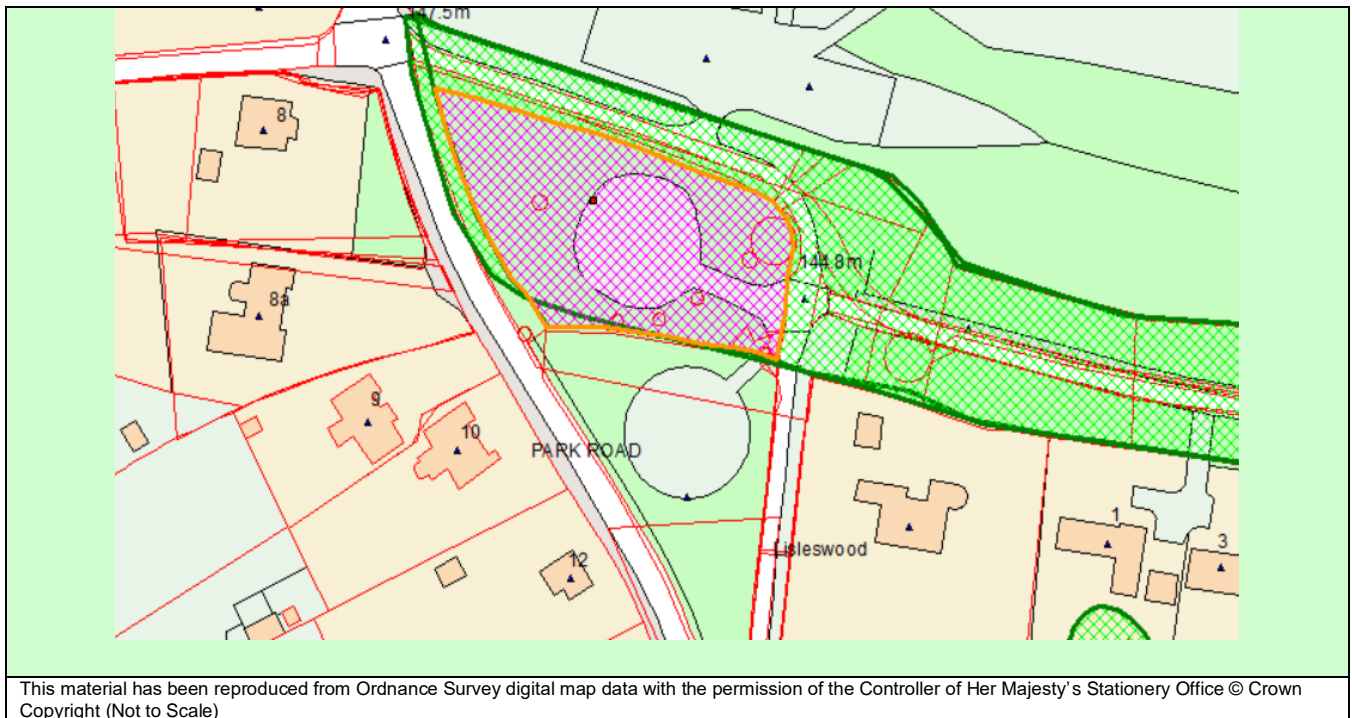 147.5m
8
144.8m
8a
9
10
PARK ROAD
1
Lisleswood
3
12
This material has been reproduced from Ordnance Survey digital map data with the permission of the Controller of Her Majesty's Stationery Office © Crown
Copyright (Not to Scale)